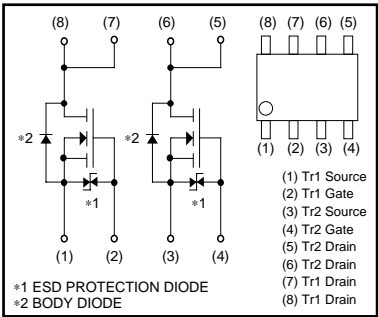 (8) (7) (6) (5)
(8) (7) (6) (5)
∗2 ∗2
∗1 ∗1
(1) (2) (3) (4)
(1) (2) (3) (4)
(1) Tr1 Source
(2) Tr1 Gate
(3) Tr2 Source
(4) Tr2 Gate
(5) Tr2 Drain
(6) Tr2 Drain
(7) Tr1 Drain
(8) Tr1 Drain
∗1 ESD PROTECTION DIODE
∗2 BODY DIODE